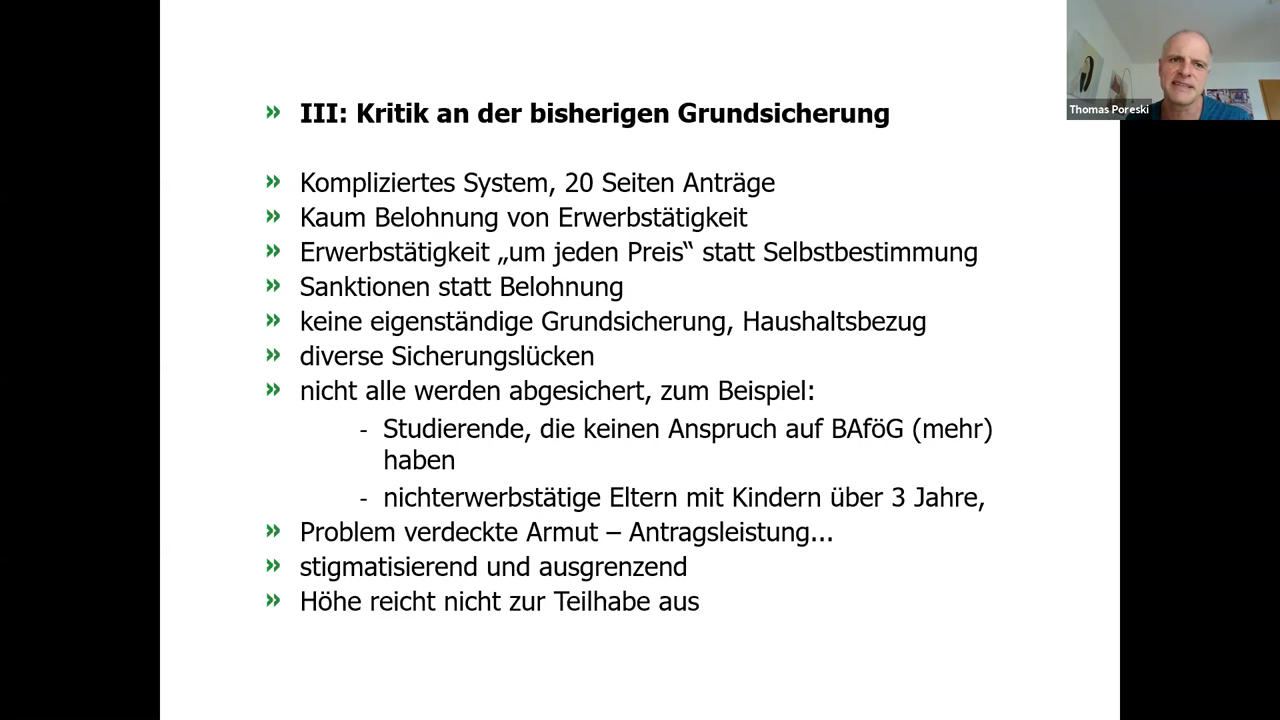 Thomas Poreski
» III: Kritik an der bisherigen Grundsicherung
» Kompliziertes System, 20 Seiten Anträge
» Kaum Belohnung von Erwerbstätigkeit
» Erwerbstätigkeit „um jeden Preis“ statt Selbstbestimmung
» Sanktionen statt Belohnung
» keine eigenständige Grundsicherung, Haushaltsbezug
» diverse Sicherungslücken
» nicht alle werden abgesichert, zum Beispiel:
- Studierende, die keinen Anspruch auf BAföG (mehr)
haben
- nichterwerbstätige Eltern mit Kindern über 3 Jahre,
» Problem verdeckte Armut – Antragsleistung...
» stigmatisierend und ausgrenzend
» Höhe reicht nicht zur Teilhabe aus